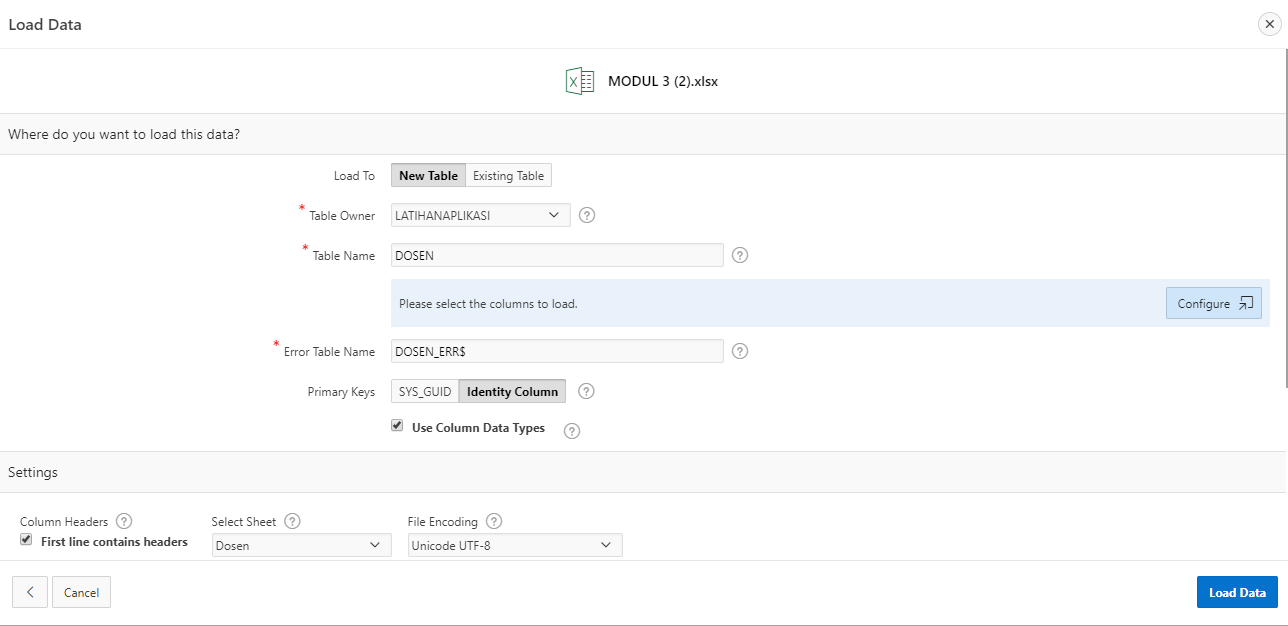 Load Data
MODUL 3 (2).xlsx
Where do you want to load this data?
Load To New Table Existing Table
* Table Owner LATIHANAPLIKASI ?
* Table Name DOSEN ?
Please select the columns to load. Configure
* Error Table Name DOSEN_ERR$ ?
Primary Keys SYS_GUID Identity Column ?
Use Column Data Types ?
Settings
Column Headers ? Select Sheet ? File Encoding ?
First line contains headers Dosen Unicode UTF-8
Cancel Load Data